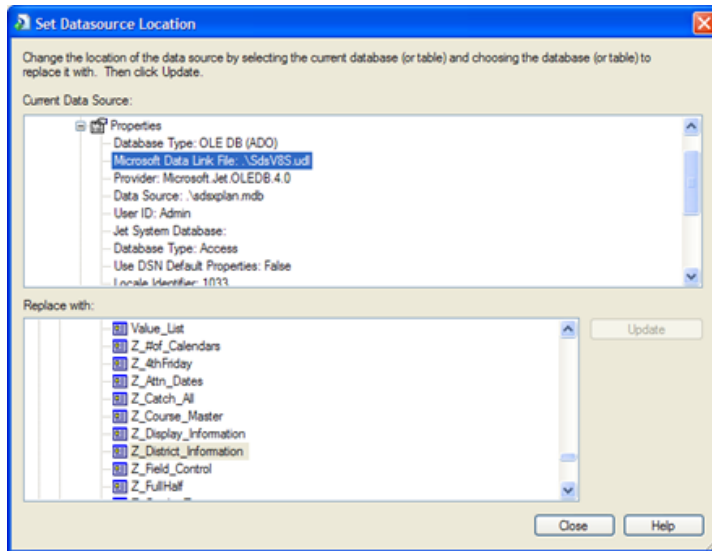 Set Datasource Location
Change the location of the data source by selecting the current database (or table) and choosing the database (or table) to
replace it with. Then click Update.
Current Data Source:
Properties
Database Type: OLE DB (ADO)
Microsoft Data Link File: .\SdsV8S.udl
Provider: Microsoft.Jet.OLEDB.4.0
Data Source: .\sdsxplan.mdb
User ID: Admin
Jet System Database:
Database Type: Access
Use DSN Default Properties: False
Locale Identifier: 1033
Replace with:
Value_List
Update
Z_#of_Calendars
Z_4thFriday
Z_Attn_Dates
Z_Catch_All
Z_Course_Master
Z_Display_Information
Z_District_Information
Z_Field_Control
Z_FullHalf
Close
Help